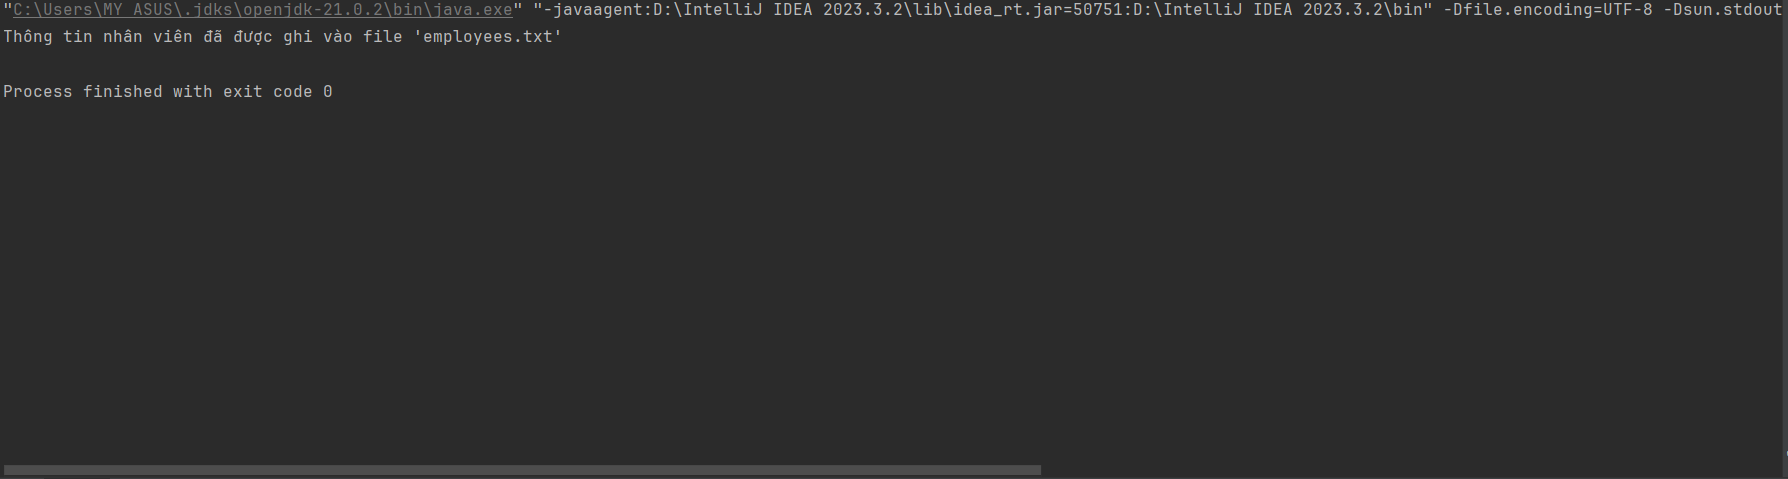 "C:\Users\MY ASUS\.jdks\openjdk-21.0.2\bin\java.exe" "-javaagent:D:\IntelliJ IDEA 2023.3.2\lib\idea_rt.jar=50751:D:\IntelliJ IDEA 2023.3.2\bin" -Dfile.encoding=UTF-8 -Dsun.stdout
Thông tin nhân viên đã được ghi vào file 'employees.txt'
Process finished with exit code 0